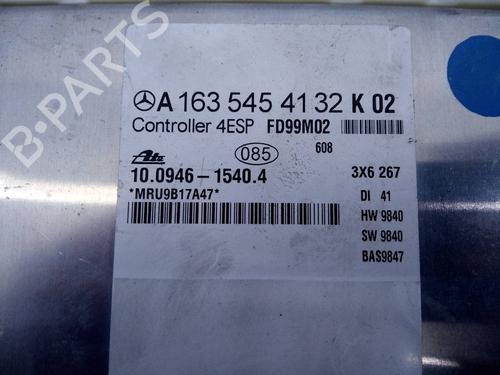 B-PARTS
A 163 545 41 32 K 02
Controller 4ESP FD99M02
Ate 085 608
10.0946-1540.4 3X6 267
*MRU9B17A47* DI 41
HW 9840
SW 9840
BAS9847